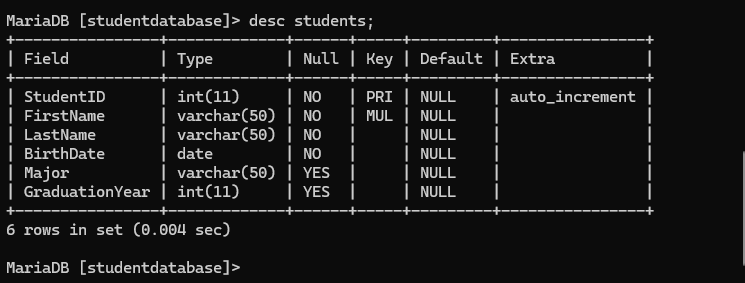 MariaDB [studentdatabase]> desc students;
+----------------+-------------+------+-----+---------+----------------+
| Field          | Type        | Null | Key | Default | Extra          |
+----------------+-------------+------+-----+---------+----------------+
| StudentID      | int(11)     | NO   | PRI | NULL    | auto_increment |
| FirstName      | varchar(50) | NO   | MUL | NULL    |                |
| LastName       | varchar(50) | NO   |     | NULL    |                |
| BirthDate      | date        | NO   |     | NULL    |                |
| Major          | varchar(50) | YES  |     | NULL    |                |
| GraduationYear | int(11)     | YES  |     | NULL    |                |
+----------------+-------------+------+-----+---------+----------------+
6 rows in set (0.004 sec)
MariaDB [studentdatabase]>